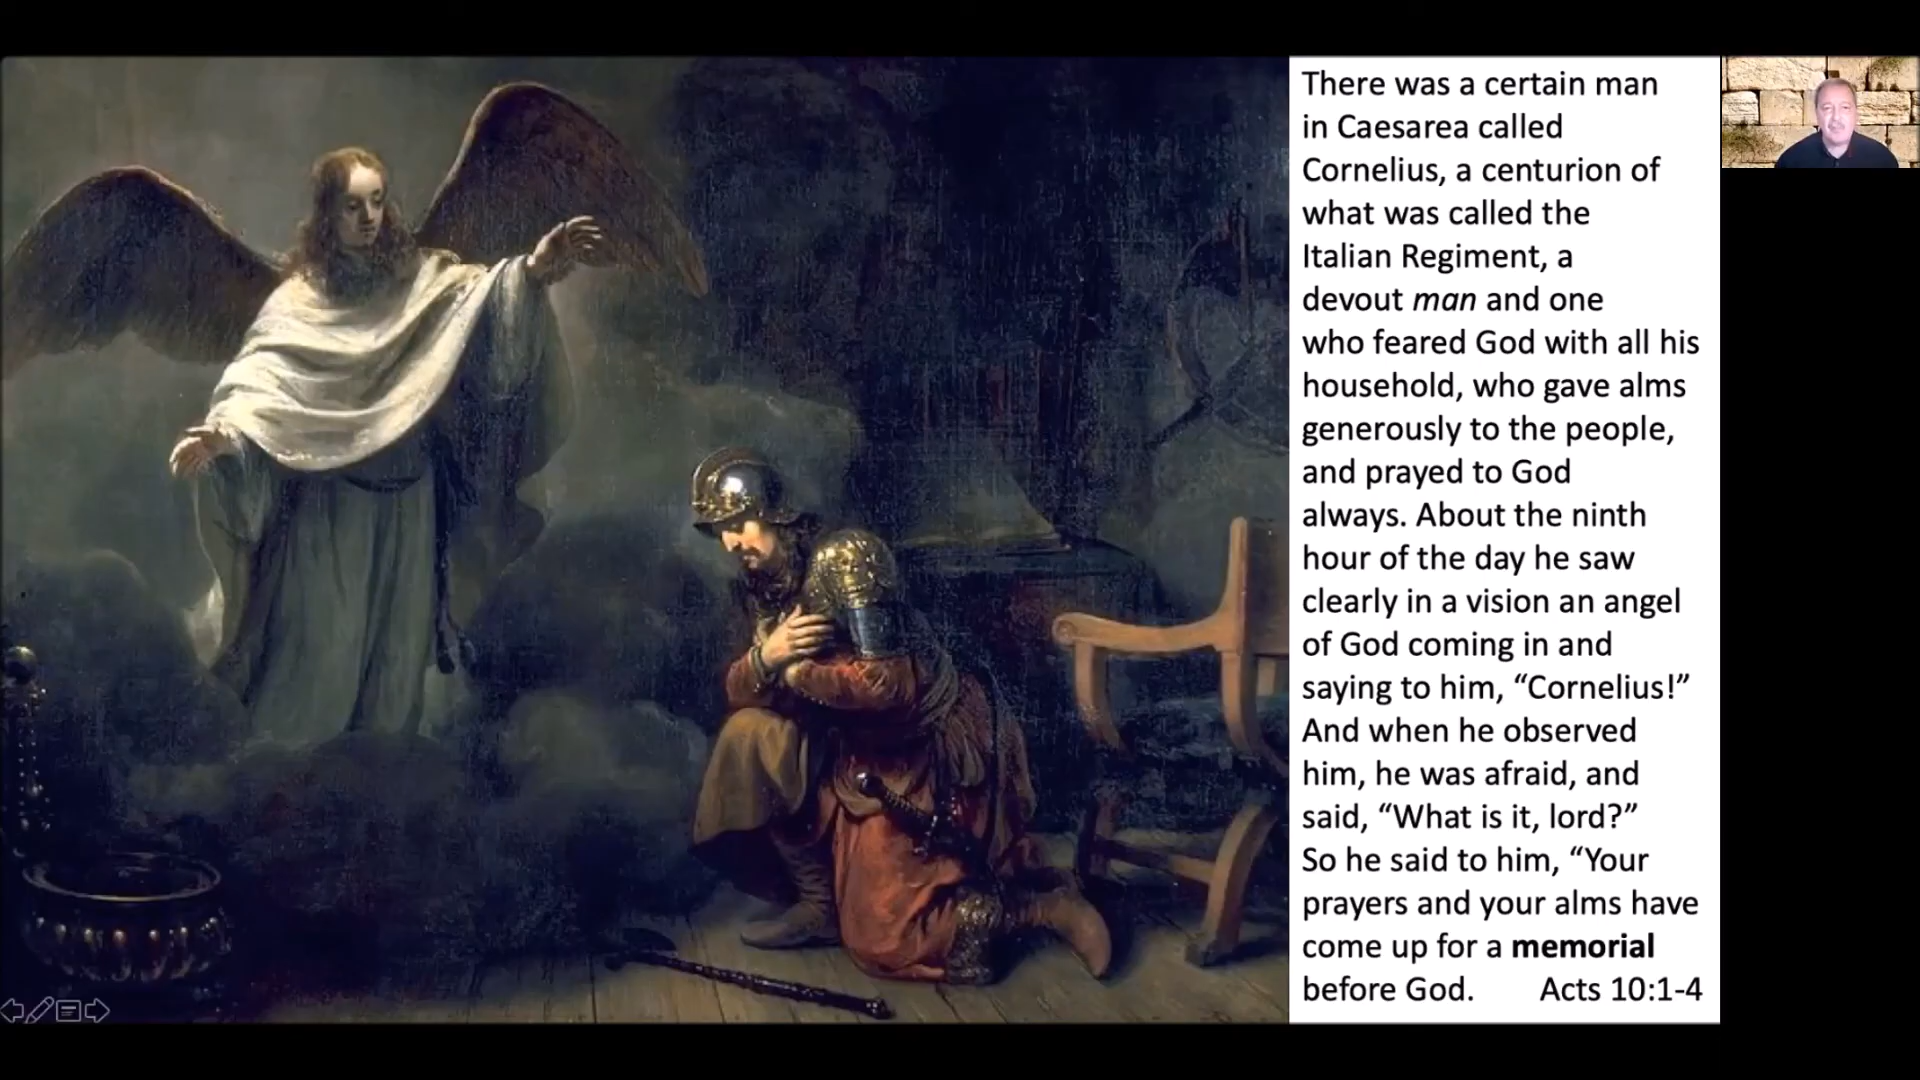 There was a certain man
in Caesarea called
Cornelius, a centurion of
what was called the
Italian Regiment, a
devout man and one
who feared God with all his
household, who gave alms
generously to the people,
and prayed to God
always. About the ninth
hour of the day he saw
clearly in a vision an angel
of God coming in and
saying to him, “Cornelius!”
And when he observed
him, he was afraid, and
said, “What is it, lord?”
So he said to him, “Your
prayers and your alms have
come up for a memorial
before God. Acts 10:1-4